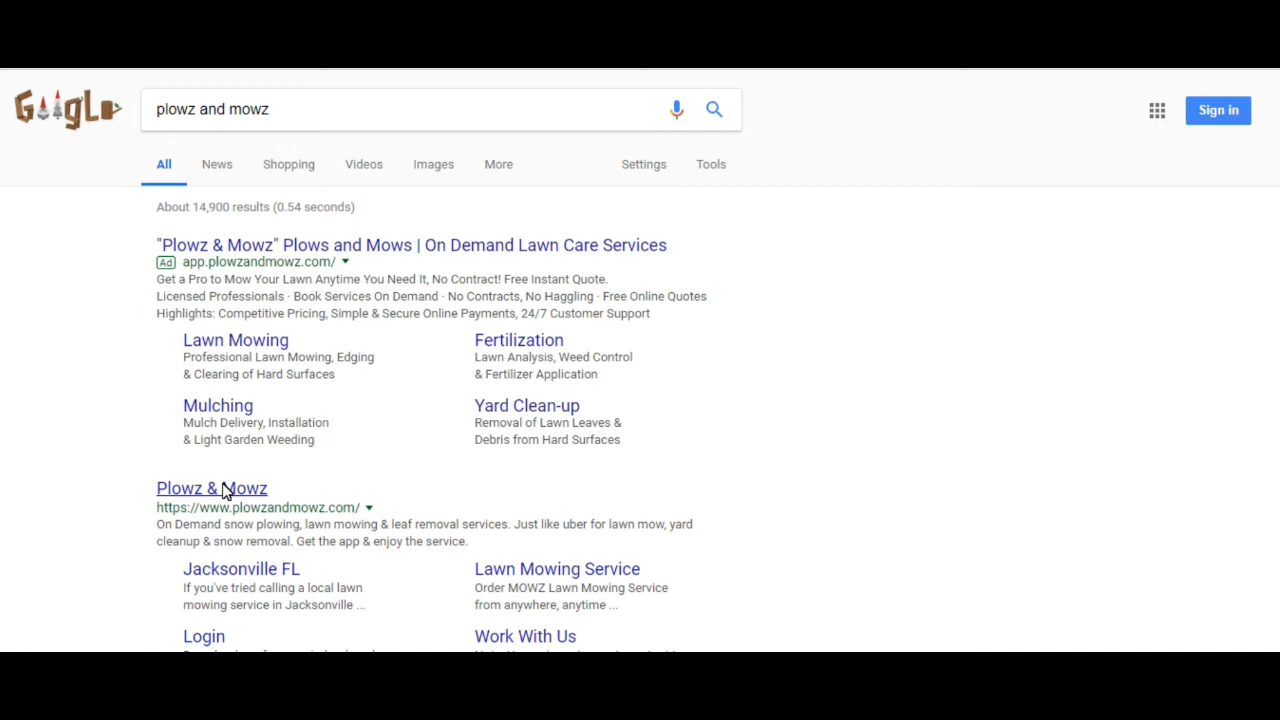 Google
plowz and mowz
Sign in
All News Shopping Videos Images More Settings Tools
About 14,900 results (0.54 seconds)
"Plowz & Mowz" Plows and Mows | On Demand Lawn Care Services
Ad app.plowzandmowz.com/
Get a Pro to Mow Your Lawn Anytime You Need It, No Contract! Free Instant Quote.
Licensed Professionals · Book Services On Demand · No Contracts, No Haggling · Free Online Quotes
Highlights: Competitive Pricing, Simple & Secure Online Payments, 24/7 Customer Support
Lawn Mowing
Professional Lawn Mowing, Edging
& Clearing of Hard Surfaces
Fertilization
Lawn Analysis, Weed Control
& Fertilizer Application
Mulching
Mulch Delivery, Installation
& Light Garden Weeding
Yard Clean-up
Removal of Lawn Leaves &
Debris from Hard Surfaces
Plowz & Mowz
https://www.plowzandmowz.com/
On Demand snow plowing, lawn mowing & leaf removal services. Just like uber for lawn mow, yard
cleanup & snow removal. Get the app & enjoy the service.
Jacksonville FL
If you've tried calling a local lawn
mowing service in Jacksonville ...
Lawn Mowing Service
Order MOWZ Lawn Mowing Service
from anywhere, anytime ...
Login
Work With Us